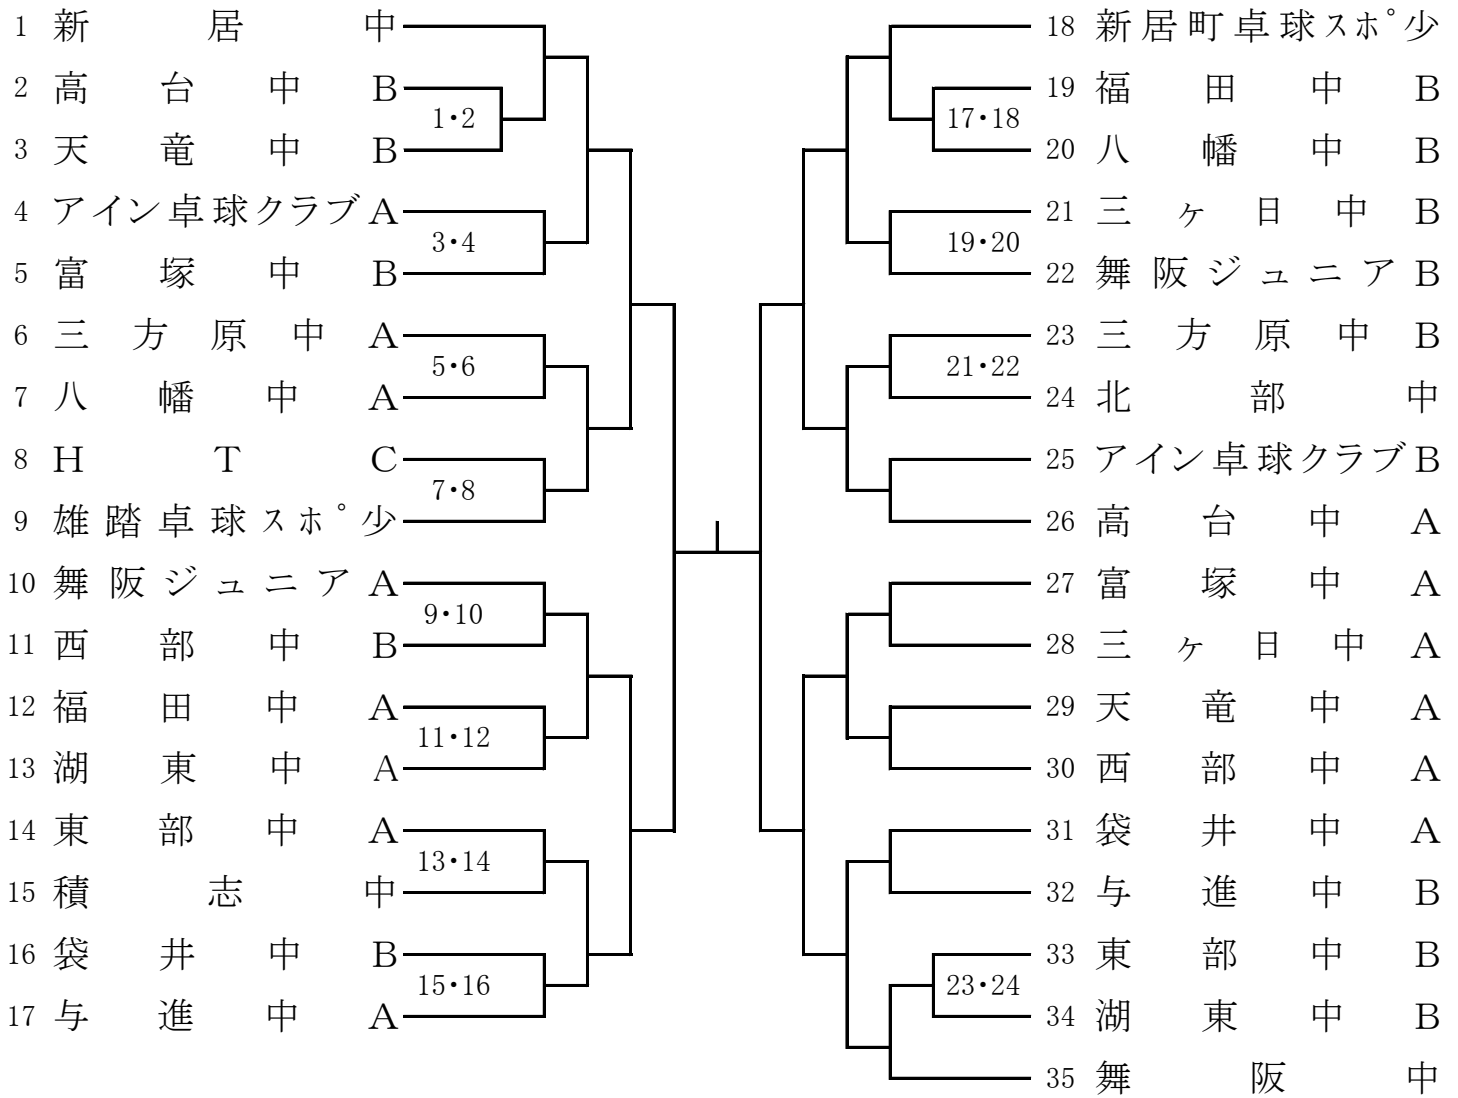 1 新居中
2 高台中B
1・2
3 天竜中B
4 アイン卓球クラブA
3・4
5 富塚中B
6 三方原中A
5・6
7 八幡中A
8 HTC
7・8
9 雄踏卓球スポ少
10 舞阪ジュニアA
9・10
11 西部中B
12 福田中A
11・12
13 湖東中A
14 東部中A
13・14
15 積志中
16 袋井中B
15・16
17 与進中A
18 新居町卓球スポ少
19 福田中B
17・18
20 八幡中B
21 三ヶ日中B
19・20
22 舞阪ジュニアB
23 三方原中B
21・22
24 北部中
25 アイン卓球クラブB
26 高台中A
27 富塚中A
28 三ヶ日中A
29 天竜中A
30 西部中A
31 袋井中A
32 与進中B
33 東部中B
23・24
34 湖東中B
35 舞阪中